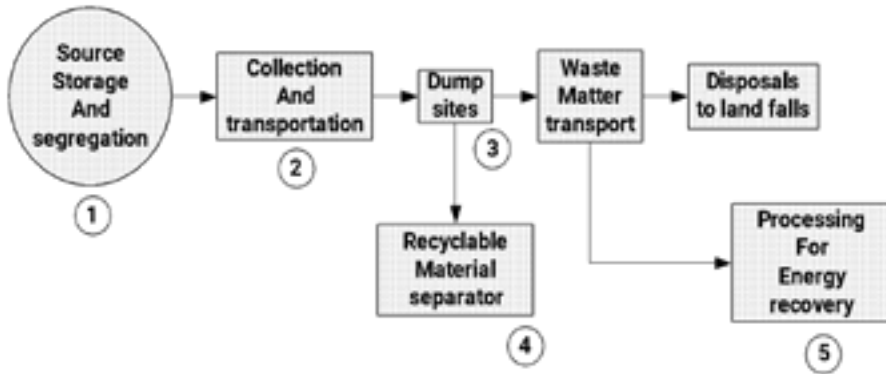 Source
Storage
And
segregation
1
Collection
And
transportation
2
Dump
sites
3
Waste
Matter
transport
Disposals
to land falls
Recyclable
Material
separator
4
Processing
For
Energy
recovery
5